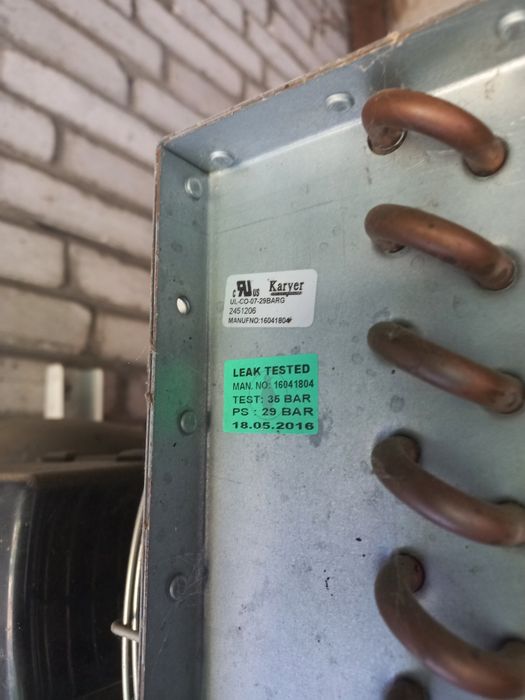 c RU US Karyer
UL-CO-07-29BARG
2451206
MANUFNO:16041804
LEAK TESTED
MAN. NO: 16041804
TEST: 35 BAR
PS : 29 BAR
18.05.2016